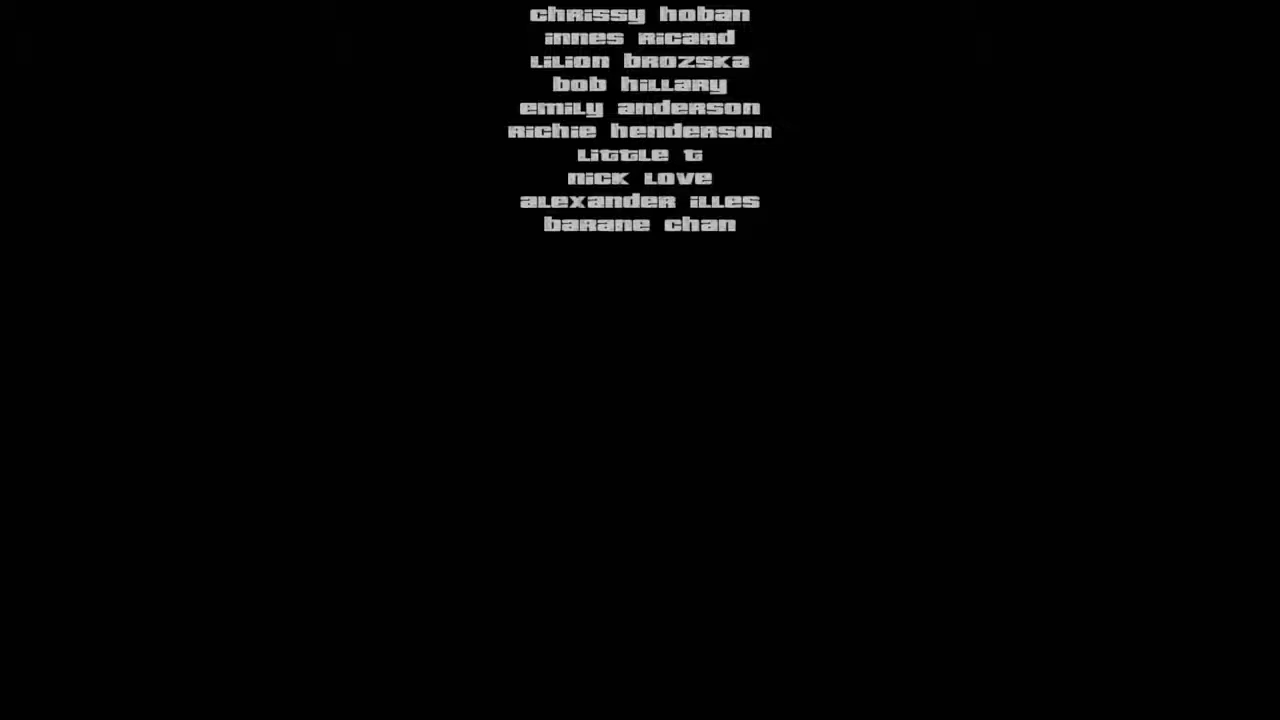 chrissy hoban
innes ricard
lilion brozska
bob hillary
emily anderson
richie henderson
little t
nick love
alexander illes
barane chan